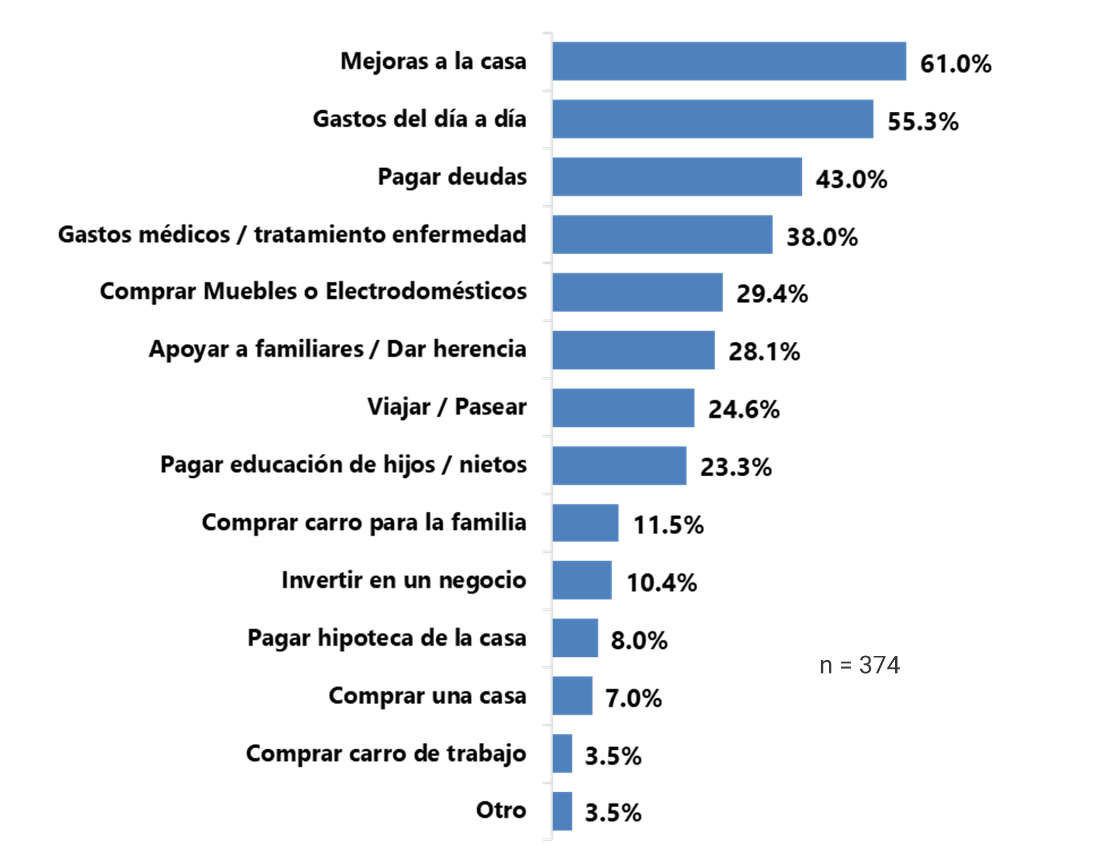 Mejoras a la casa 61.0%
Gastos del día a día 55.3%
Pagar deudas 43.0%
Gastos médicos / tratamiento enfermedad 38.0%
Comprar Muebles o Electrodomésticos 29.4%
Apoyar a familiares / Dar herencia 28.1%
Viajar / Pasear 24.6%
Pagar educación de hijos / nietos 23.3%
Comprar carro para la familia 11.5%
Invertir en un negocio 10.4%
Pagar hipoteca de la casa 8.0%
n = 374
Comprar una casa 7.0%
Comprar carro de trabajo 3.5%
Otro 3.5%